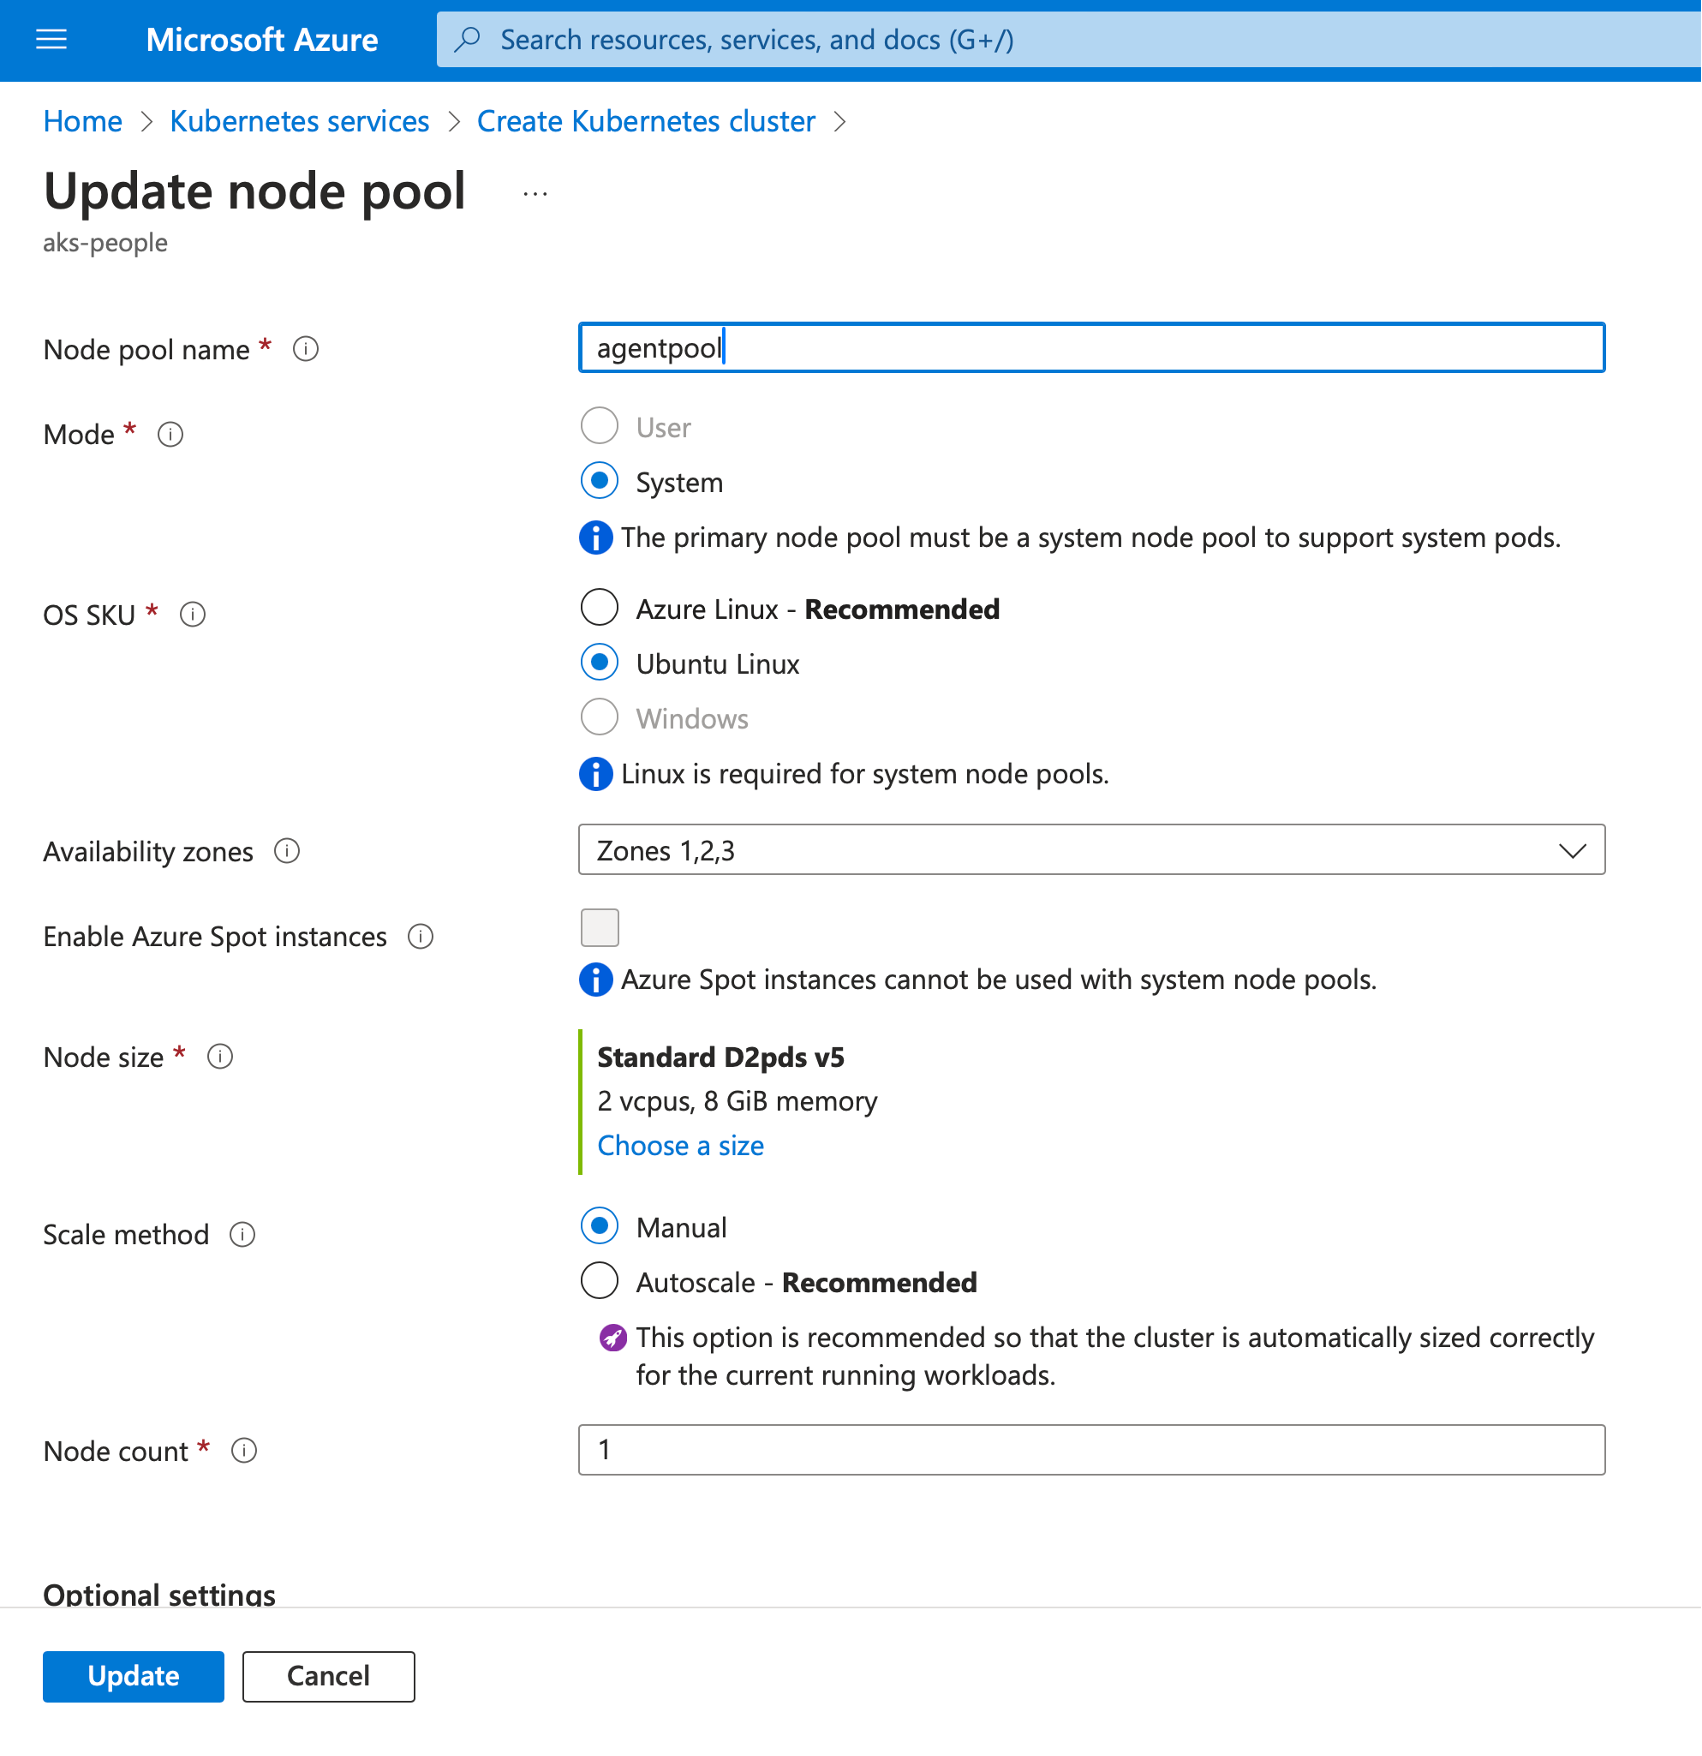 Microsoft Azure
Search resources, services, and docs (G+/)
Home > Kubernetes services > Create Kubernetes cluster >
Update node pool ...
aks-people
Node pool name *
agentpool
Mode *
User
System
The primary node pool must be a system node pool to support system pods.
OS SKU *
Azure Linux - Recommended
Ubuntu Linux
Windows
Linux is required for system node pools.
Availability zones
Zones 1,2,3
Enable Azure Spot instances
Azure Spot instances cannot be used with system node pools.
Node size *
Standard D2pds v5
2 vcpus, 8 GiB memory
Choose a size
Scale method
Manual
Autoscale - Recommended
This option is recommended so that the cluster is automatically sized correctly
for the current running workloads.
Node count *
1
Optional settings
Update
Cancel